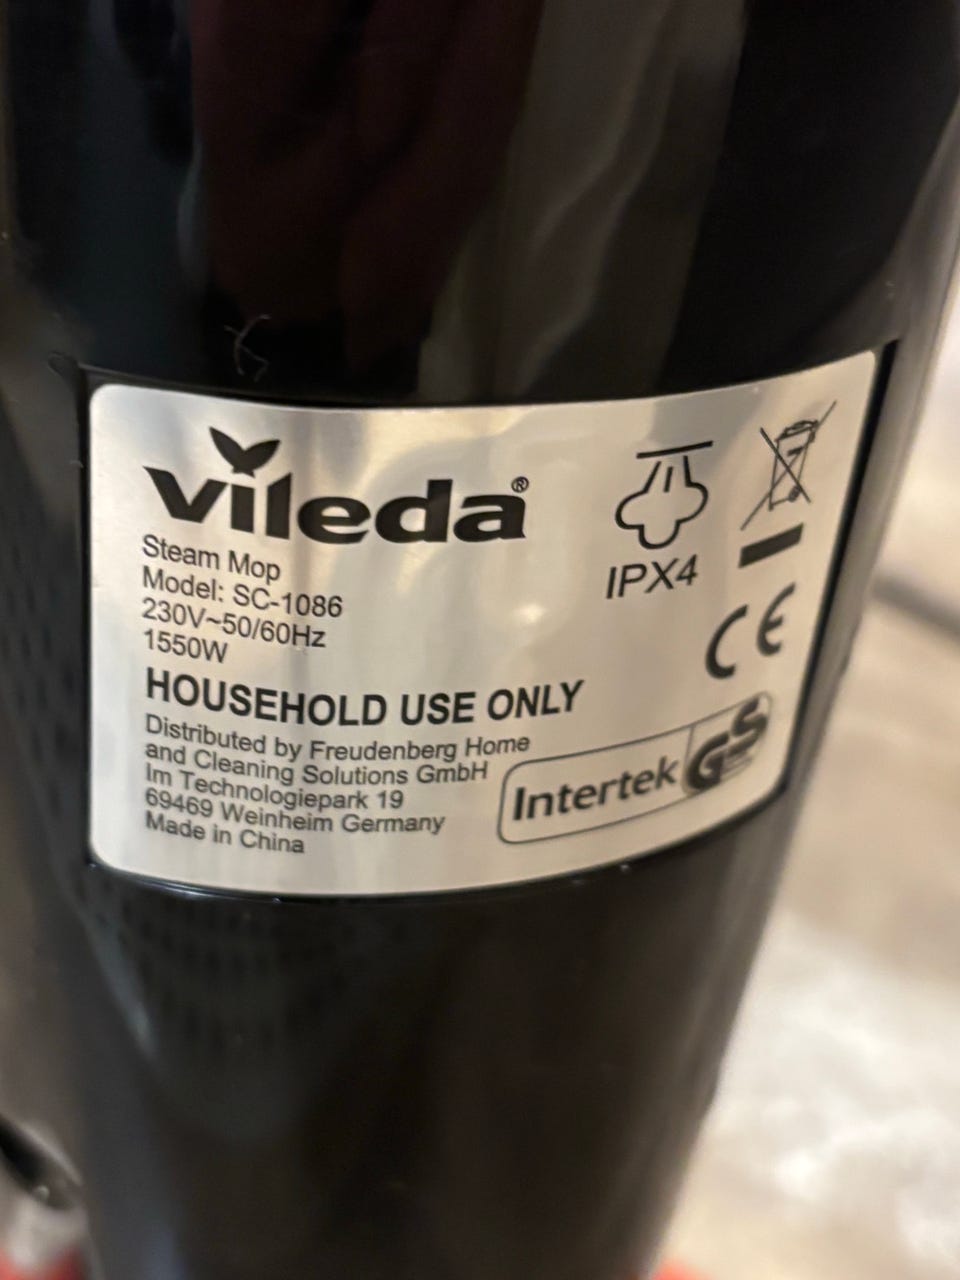 vileda®
Steam Mop
Model: SC-1086
230V~50/60Hz
1550W
HOUSEHOLD USE ONLY
Distributed by Freudenberg Home
and Cleaning Solutions GmbH
Im Technologiepark 19
69469 Weinheim Germany
Made in China
IPX4
CE
Intertek GS